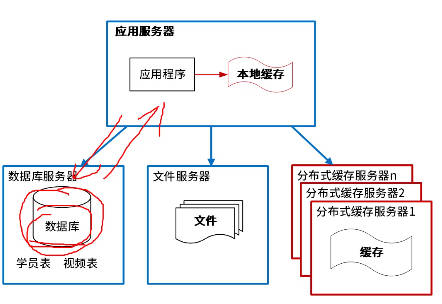 应用服务器
应用程序
本地缓存
数据库服务器
数据库
学员表 视频表
文件服务器
文件
分布式缓存服务器n
分布式缓存服务器2
分布式缓存服务器1
缓存